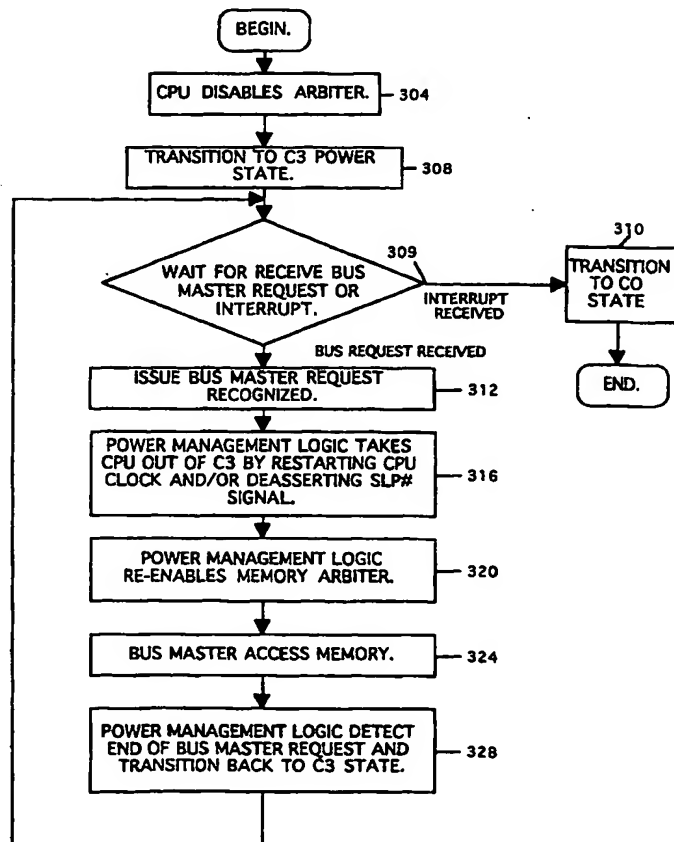 BEGIN.
CPU DISABLES ARBITER.
304
TRANSITION TO C3 POWER
STATE.
308
309
WAIT FOR RECEIVE BUS
MASTER REQUEST OR
INTERRUPT.
INTERRUPT
RECEIVED
310
TRANSITION
TO CO
STATE
END.
BUS REQUEST RECEIVED
ISSUE BUS MASTER REQUEST
RECOGNIZED.
312
POWER MANAGEMENT LOGIC TAKES
CPU OUT OF C3 BY RESTARTING CPU
CLOCK AND/OR DEASSERTING SLP#
SIGNAL.
316
POWER MANAGEMENT LOGIC
RE-ENABLES MEMORY ARBITER.
320
BUS MASTER ACCESS MEMORY.
324
POWER MANAGEMENT LOGIC DETECT
END OF BUS MASTER REQUEST AND
TRANSITION BACK TO C3 STATE.
328